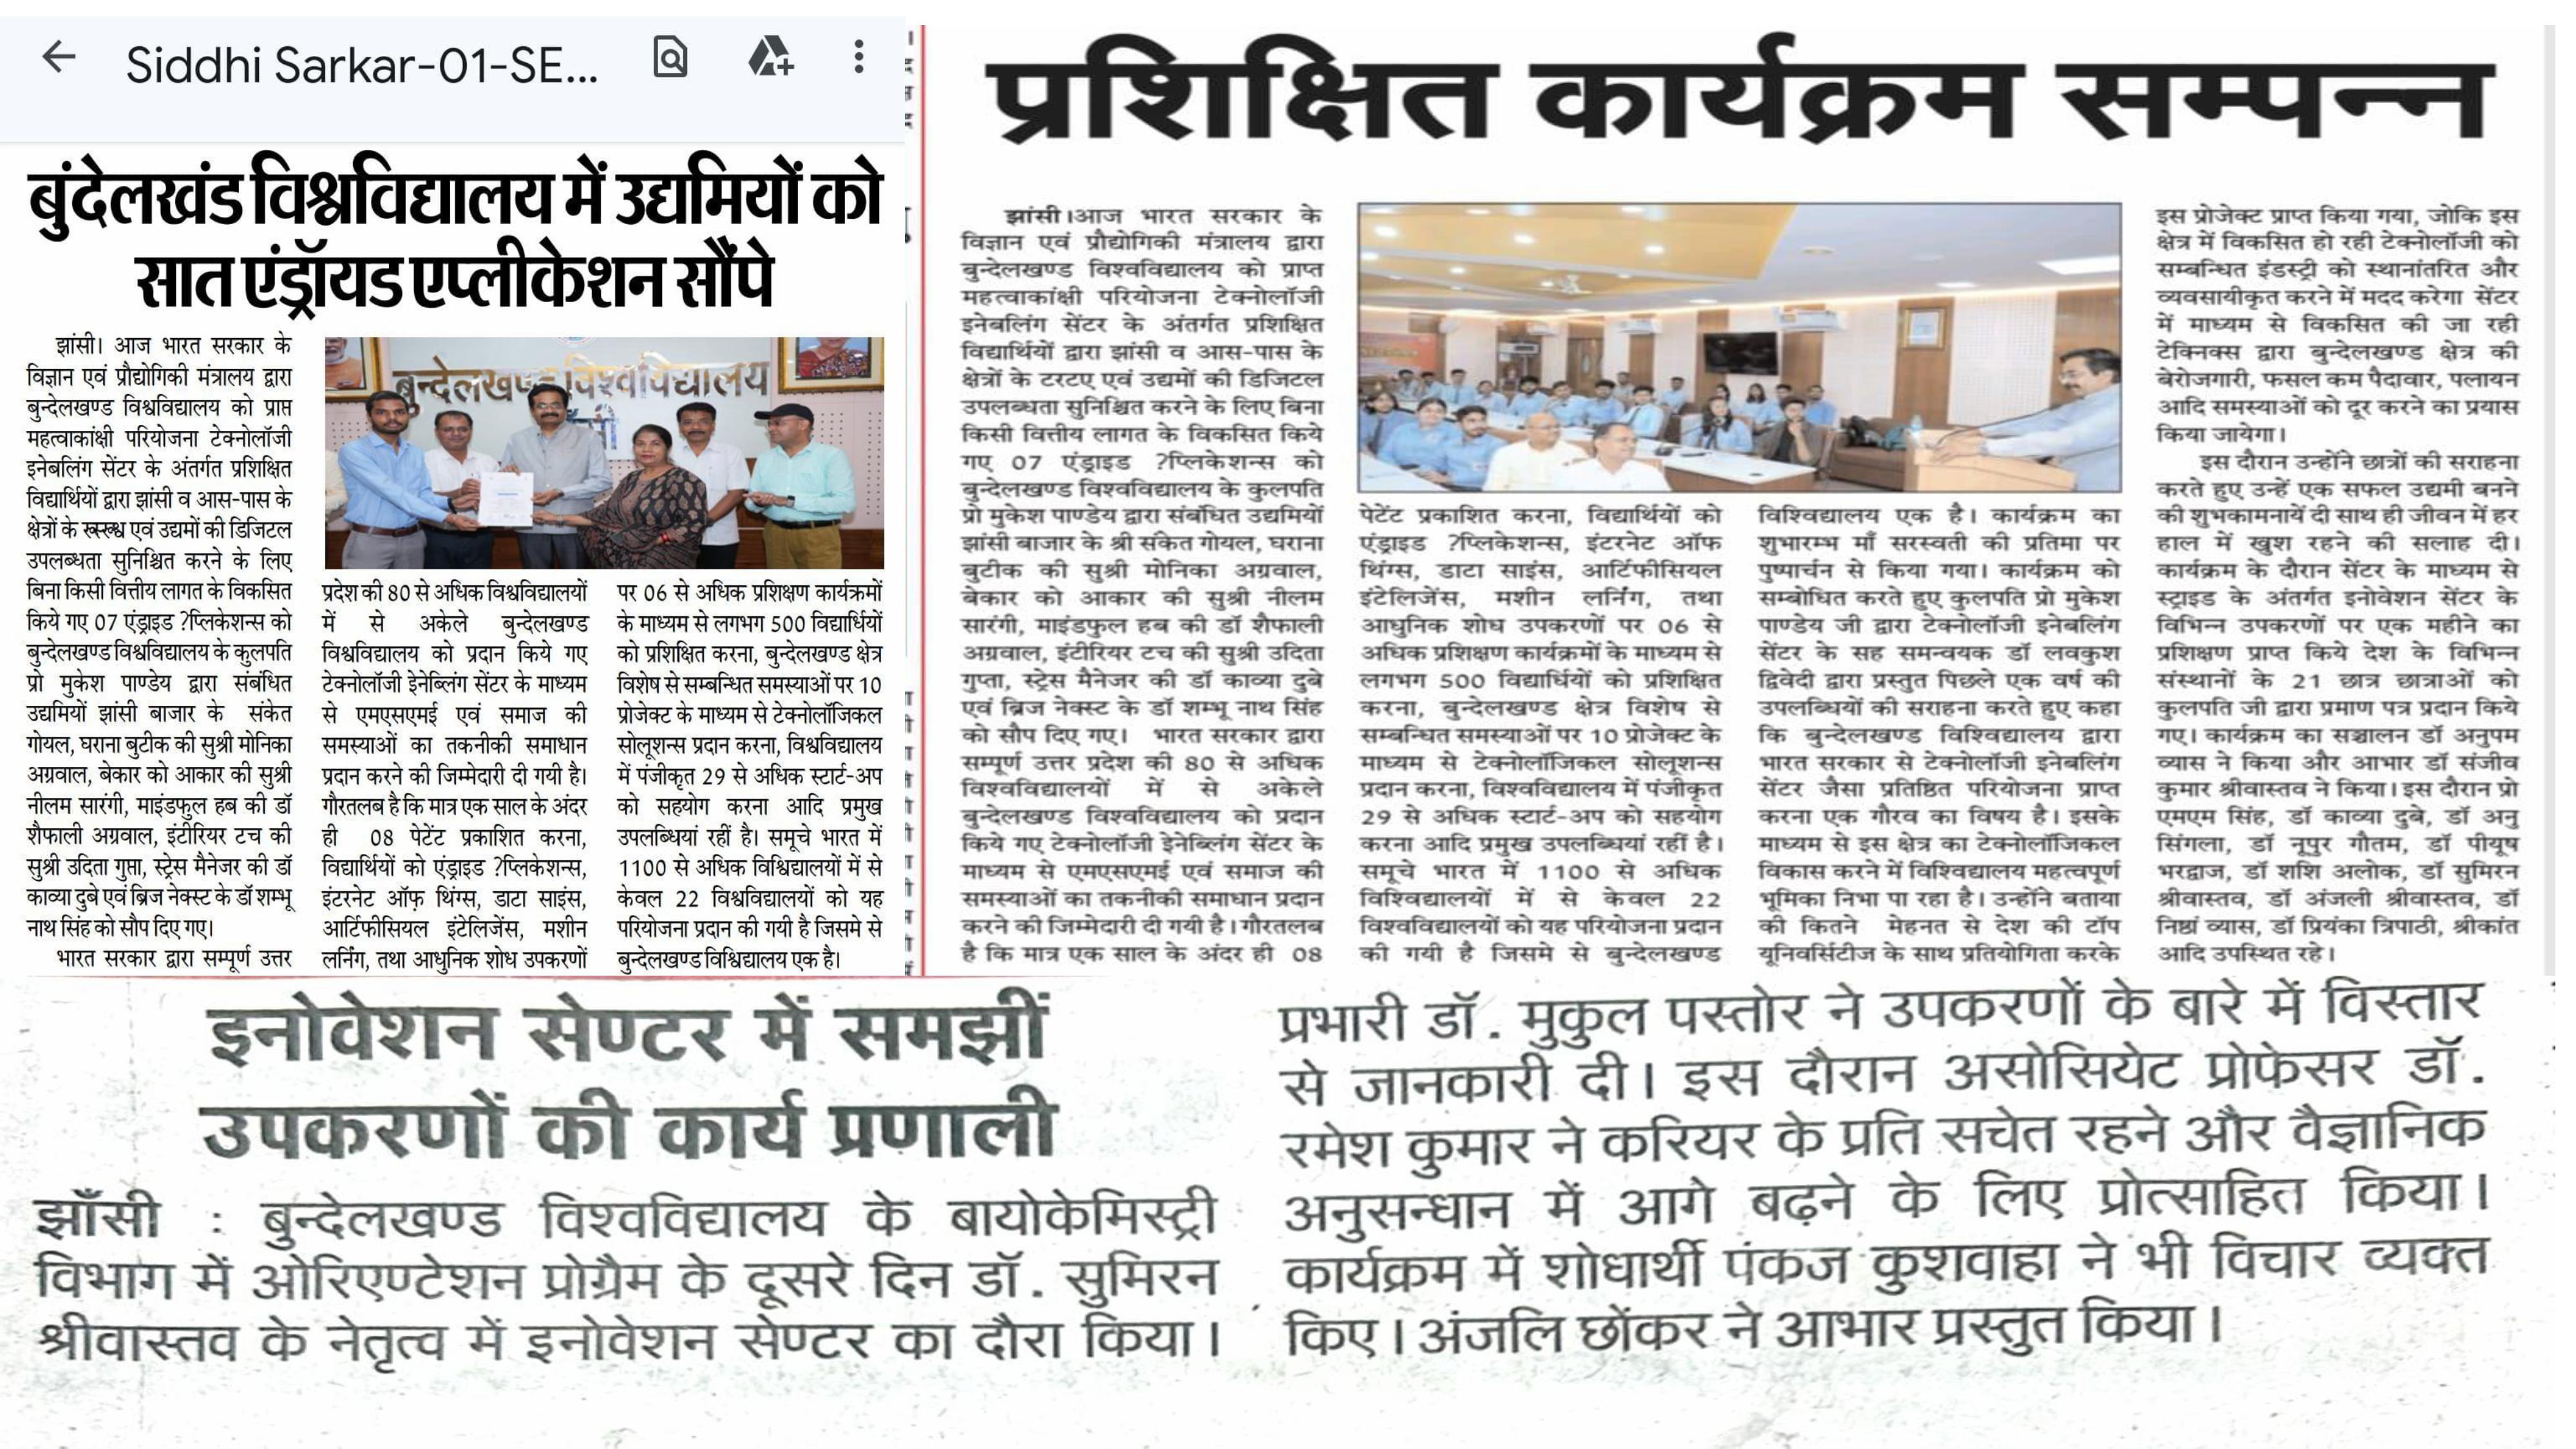 Siddhi Sarkar-01-SE...
बुंदेलखंड विश्वविद्यालय में उद्यमियों को
सात एंड्रॉयड एप्लीकेशन सौंपे
झांसी। आज भारत सरकार के
विज्ञान एवं प्रौद्योगिकी मंत्रालय द्वारा
बुन्देलखण्ड विश्वविद्यालय को प्राप्त
महत्वाकांक्षी परियोजना टेक्नोलॉजी
इनेबलिंग सेंटर के अंतर्गत प्रशिक्षित
विद्यार्थियों द्वारा झांसी व आस-पास के
क्षेत्रों के एवं उद्यमों की डिजिटल
उपलब्धता सुनिश्चित करने के लिए
बिना किसी वित्तीय लागत के विकसित
किये गए 07 एंड्राइड ?प्लिकेशन्स को
बुन्देलखण्ड विश्वविद्यालय के कुलपति
प्रो मुकेश पाण्डेय द्वारा संबंधित
उद्यमियों झांसी बाजार के संकेत
गोयल, घराना बुटीक की सुश्री मोनिका
अग्रवाल, बेकार को आकार की सुश्री
नीलम सारंगी, माइंडफुल हब की डॉ
शैफाली अग्रवाल, इंटीरियर टच की
सुश्री उदिता गुप्ता, स्ट्रेस मैनेजर की डॉ
काव्या दुबे एवं ब्रिज नेक्स्ट के डॉ शम्भू
नाथ सिंह को सौप दिए गए।
भारत सरकार द्वारा सम्पूर्ण उत्तर
बुन्देलखण्ड विश्वविद्यालय
प्रदेश की 80 से अधिक विश्वविद्यालयों
में से अकेले बुन्देलखण्ड
विश्वविद्यालय को प्रदान किये गए
टेक्नोलॉजी इेनेब्लिंग सेंटर के माध्यम
से एमएसएमई एवं समाज की
समस्याओं का तकनीकी समाधान
प्रदान करने की जिम्मेदारी दी गयी है।
गौरतलब है कि मात्र एक साल के अंदर
ही 08 पेटेंट प्रकाशित करना,
विद्यार्थियों को एंड्राइड ?प्लिकेशन्स,
इंटरनेट ऑफ़ थिंग्स, डाटा साइंस,
आर्टिफीसियल इंटेलिजेंस, मशीन
लर्निंग, तथा आधुनिक शोध उपकरणों
पर 06 से अधिक प्रशिक्षण कार्यक्रमों
के माध्यम से लगभग 500 विद्यार्थियों
को प्रशिक्षित करना, बुन्देलखण्ड क्षेत्र
विशेष से सम्बन्धित समस्याओं पर 10
प्रोजेक्ट के माध्यम से टेक्नोलॉजिकल
सोलूशन्स प्रदान करना, विश्वविद्यालय
में पंजीकृत 29 से अधिक स्टार्ट-अप
को सहयोग करना आदि प्रमुख
उपलब्धियां रहीं है। समूचे भारत में
1100 से अधिक विश्विद्यालयों में से
केवल 22 विश्वविद्यालयों को यह
परियोजना प्रदान की गयी है जिसमे से
बुन्देलखण्ड विश्विद्यालय एक है।
प्रशिक्षित कार्यक्रम सम्पन्न
झांसी।आज भारत सरकार के
विज्ञान एवं प्रौद्योगिकी मंत्रालय द्वारा
बुन्देलखण्ड विश्वविद्यालय को प्राप्त
महत्वाकांक्षी परियोजना टेक्नोलॉजी
इनेबलिंग सेंटर के अंतर्गत प्रशिक्षित
विद्यार्थियों द्वारा झांसी व आस-पास के
क्षेत्रों के टरटए एवं उद्यमों की डिजिटल
उपलब्धता सुनिश्चित करने के लिए बिना
किसी वित्तीय लागत के विकसित किये
गए 07 एंड्राइड ?प्लिकेशन्स को
बुन्देलखण्ड विश्वविद्यालय के कुलपति
प्रो मुकेश पाण्डेय द्वारा संबंधित उद्यमियों
झांसी बाजार के श्री संकेत गोयल, घराना
बुटीक की सुश्री मोनिका अग्रवाल,
बेकार को आकार की सुश्री नीलम
सारंगी, माइंडफुल हब की डॉ शैफाली
अग्रवाल, इंटीरियर टच की सुश्री उदिता
गुप्ता, स्ट्रेस मैनेजर की डॉ काव्या दुबे
एवं ब्रिज नेक्स्ट के डॉ शम्भू नाथ सिंह
को सौप दिए गए। भारत सरकार द्वारा
सम्पूर्ण उत्तर प्रदेश की 80 से अधिक
विश्वविद्यालयों में से अकेले
बुन्देलखण्ड विश्वविद्यालय को प्रदान
किये गए टेक्नोलॉजी इेनेब्लिंग सेंटर के
माध्यम से एमएसएमई एवं समाज की
समस्याओं का तकनीकी समाधान प्रदान
करने की जिम्मेदारी दी गयी है। गौरतलब
है कि मात्र एक साल के अंदर ही 08
पेटेंट प्रकाशित करना, विद्यार्थियों को
एंड्राइड ?प्लिकेशन्स, इंटरनेट ऑफ
थिंग्स, डाटा साइंस, आर्टिफीसियल
इंटेलिजेंस, मशीन लर्निंग, तथा
आधुनिक शोध उपकरणों पर 06 से
अधिक प्रशिक्षण कार्यक्रमों के माध्यम से
लगभग 500 विद्यार्थियों को प्रशिक्षित
करना, बुन्देलखण्ड क्षेत्र विशेष से
सम्बन्धित समस्याओं पर 10 प्रोजेक्ट के
माध्यम से टेक्नोलॉजिकल सोलूशन्स
प्रदान करना, विश्वविद्यालय में पंजीकृत
29 से अधिक स्टार्ट-अप को सहयोग
करना आदि प्रमुख उपलब्धियां रहीं है।
समूचे भारत में 1100 से अधिक
विश्विद्यालयों में से केवल 22
विश्वविद्यालयों को यह परियोजना प्रदान
की गयी है जिसमे से बुन्देलखण्ड
विश्विद्यालय एक है। कार्यक्रम का
शुभारम्भ माँ सरस्वती की प्रतिमा पर
पुष्पार्चन से किया गया। कार्यक्रम को
सम्बोधित करते हुए कुलपति प्रो मुकेश
पाण्डेय जी द्वारा टेक्नोलॉजी इनेबलिंग
सेंटर के सह समन्वयक डॉ लवकुश
द्विवेदी द्वारा प्रस्तुत पिछले एक वर्ष की
उपलब्धियों की सराहना करते हुए कहा
कि बुन्देलखण्ड विश्विद्यालय द्वारा
भारत सरकार से टेक्नोलॉजी इनेबलिंग
सेंटर जैसा प्रतिष्ठित परियोजना प्राप्त
करना एक गौरव का विषय है। इसके
माध्यम से इस क्षेत्र का टेक्नोलॉजिकल
विकास करने में विश्विद्यालय महत्वपूर्ण
भूमिका निभा पा रहा है। उन्होंने बताया
की कितने मेहनत से देश की टॉप
यूनिवर्सिटीज के साथ प्रतियोगिता करके
इस प्रोजेक्ट प्राप्त किया गया, जोकि इस
क्षेत्र में विकसित हो रही टेक्नोलॉजी को
सम्बन्धित इंडस्ट्री को स्थानांतरित और
व्यवसायीकृत करने में मदद करेगा सेंटर
में माध्यम से विकसित की जा रही
टेक्निक्स द्वारा बुन्देलखण्ड क्षेत्र की
बेरोजगारी, फसल कम पैदावार, पलायन
आदि समस्याओं को दूर करने का प्रयास
किया जायेगा।
इस दौरान उन्होंने छात्रों की सराहना
करते हुए उन्हें एक सफल उद्यमी बनने
की शुभकामनायें दी साथ ही जीवन में हर
हाल में खुश रहने की सलाह दी।
कार्यक्रम के दौरान सेंटर के माध्यम से
स्ट्राइड के अंतर्गत इनोवेशन सेंटर के
विभिन्न उपकरणों पर एक महीने का
प्रशिक्षण प्राप्त किये देश के विभिन्न
संस्थानों के 21 छात्र छात्राओं को
कुलपति जी द्वारा प्रमाण पत्र प्रदान किये
गए। कार्यक्रम का सञ्चालन डॉ अनुपम
व्यास ने किया और आभार डॉ संजीव
कुमार श्रीवास्तव ने किया। इस दौरान प्रो
एमएम सिंह, डॉ काव्या दुबे, डॉ अनु
सिंगला, डॉ नूपुर गौतम, डॉ पीयूष
भरद्वाज, डॉ शशि अलोक, डॉ सुमिरन
श्रीवास्तव, डॉ अंजली श्रीवास्तव, डॉ
निष्ठां व्यास, डॉ प्रियंका त्रिपाठी, श्रीकांत
आदि उपस्थित रहे।
इनोवेशन सेण्टर में समझीं
उपकरणों की कार्य प्रणाली
झाँसी : बुन्देलखण्ड विश्वविद्यालय के बायोकेमिस्ट्री
विभाग में ओरिएण्टेशन प्रोग्रैम के दूसरे दिन डॉ. सुमिरन
श्रीवास्तव के नेतृत्व में इनोवेशन सेण्टर का दौरा किया।
प्रभारी डॉ. मुकुल पस्तोर ने उपकरणों के बारे में विस्तार
से जानकारी दी। इस दौरान असोसियेट प्रोफेसर डॉ.
रमेश कुमार ने करियर के प्रति सचेत रहने और वैज्ञानिक
अनुसन्धान में आगे बढ़ने के लिए प्रोत्साहित किया।
कार्यक्रम में शोधार्थी पंकज कुशवाहा ने भी विचार व्यक्त
किए। अंजलि छोंकर ने आभार प्रस्तुत किया।